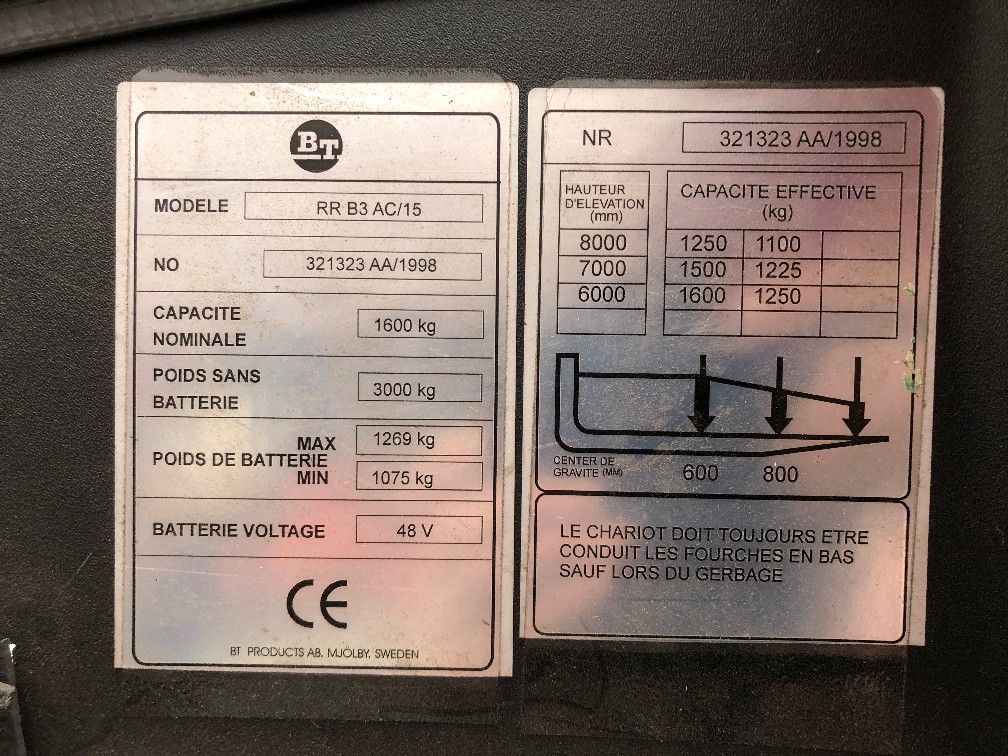 BT
MODELE RR B3 AC/15
NO 321323 AA/1998
CAPACITE
NOMINALE 1600 kg
POIDS SANS
BATTERIE 3000 kg
MAX 1269 kg
POIDS DE BATTERIE
MIN 1075 kg
BATTERIE VOLTAGE 48 V
CE
BT PRODUCTS AB, MJÖLBY, SWEDEN
NR 321323 AA/1998
HAUTEUR
D'ELEVATION
(mm)
CAPACITE EFFECTIVE
(kg)
8000 1250 1100
7000 1500 1225
6000 1600 1250
CENTER DE
GRAVITE (MM) 600 800
LE CHARIOT DOIT TOUJOURS ETRE
CONDUIT LES FOURCHES EN BAS
SAUF LORS DU GERBAGE